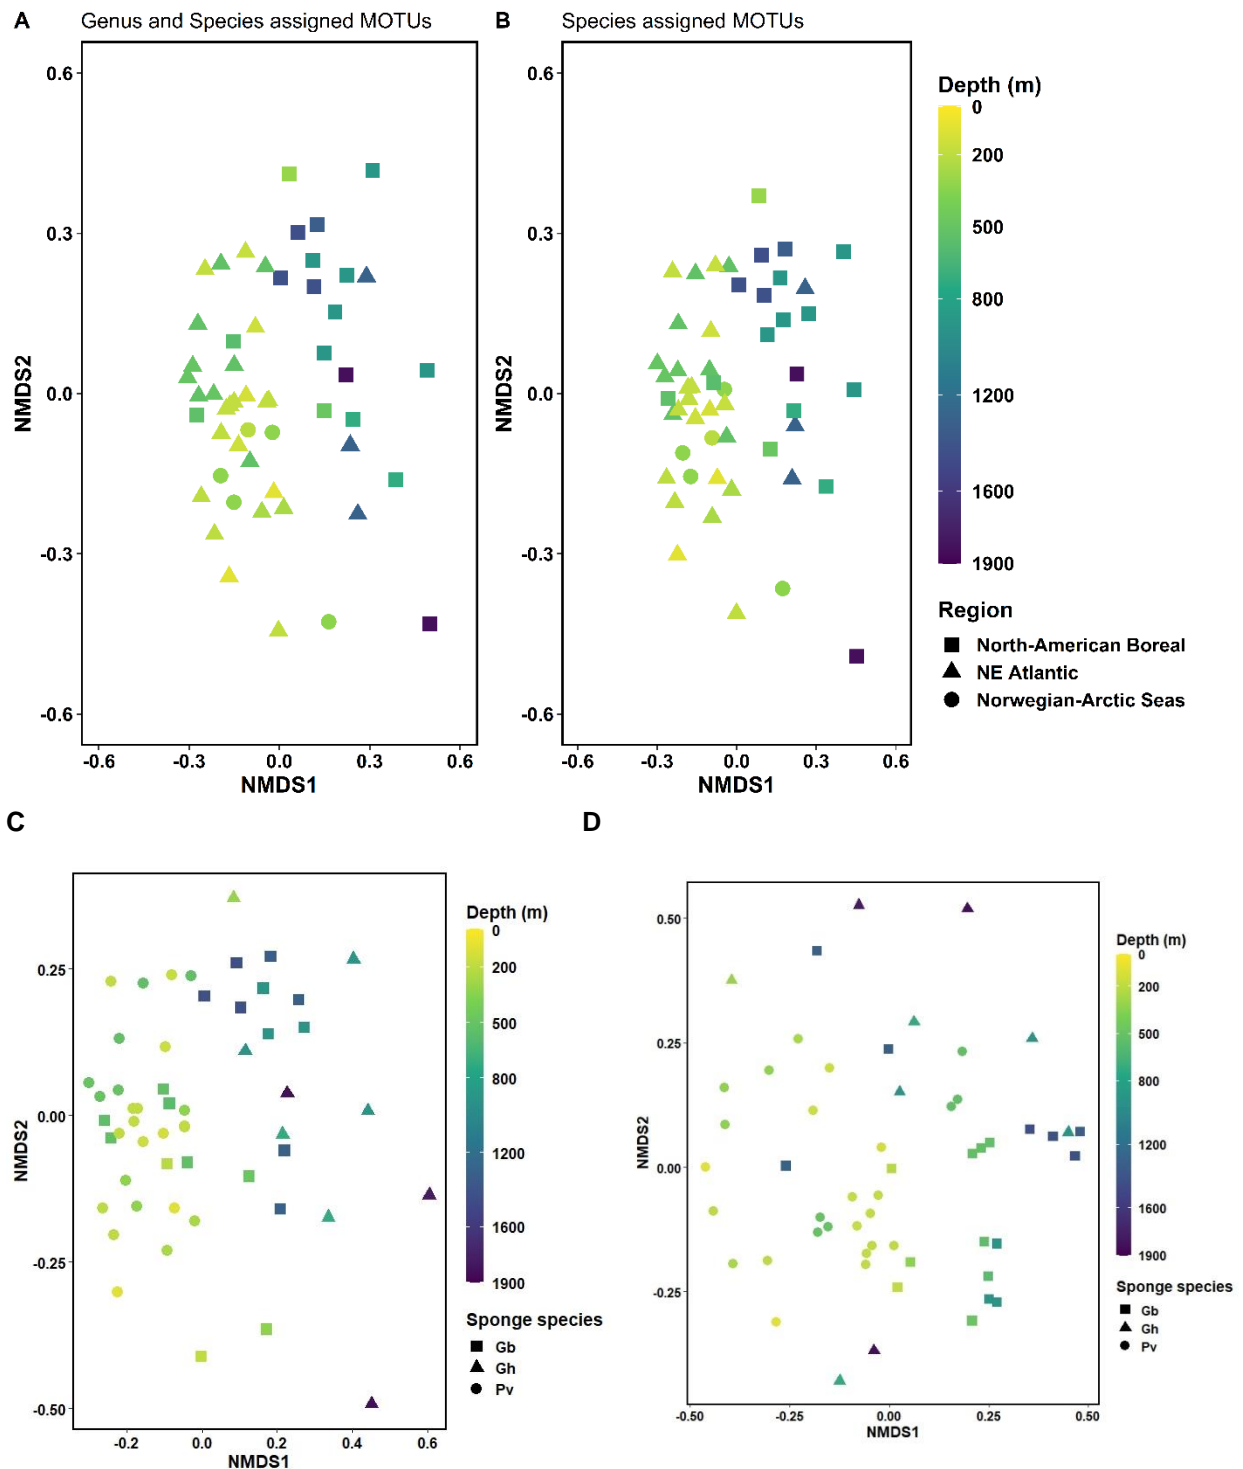 A Genus and Species assigned MOTUs
0.6
0.3
0.0
-0.3
-0.6
NMDS2
-0.6 -0.3 0.0 0.3 0.6
NMDS1
B Species assigned MOTUs
0.6
0.3
0.0
-0.3
-0.6
NMDS2
-0.6 -0.3 0.0 0.3 0.6
NMDS1
Depth (m)
0
200
500
800
1200
1600
1900
Region
North-American Boreal
NE Atlantic
Norwegian-Arctic Seas
C
0.25
0.00
-0.25
-0.50
NMDS2
-0.2 0.0 0.2 0.4 0.6
NMDS1
Depth (m)
0
200
500
800
1200
1600
1900
Sponge species
Gb
Gh
Pv
D
0.50
0.25
0.00
-0.25
NMDS2
-0.50 -0.25 0.00 0.25 0.50
NMDS1
Depth (m)
0
200
500
800
1200
1600
1900
Sponge species
Gb
Gh
Pv